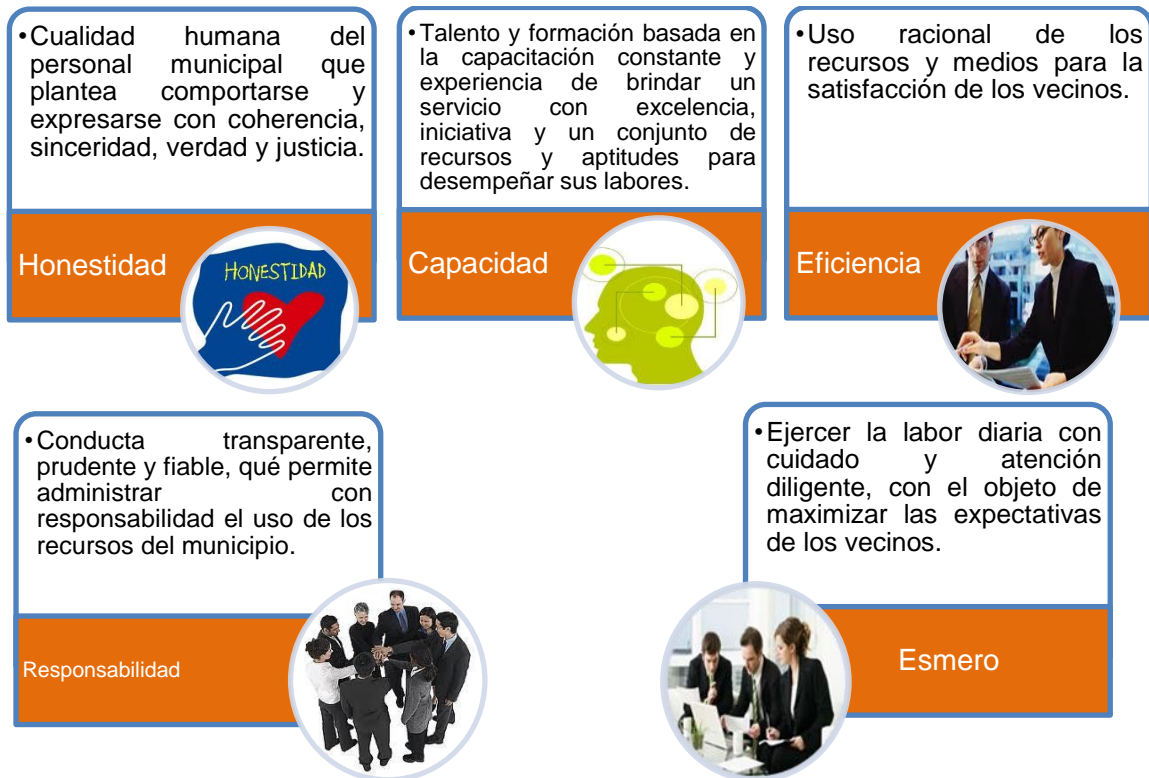 •Cualidad humana del
personal municipal que
plantea comportarse y
expresarse con coherencia,
sinceridad, verdad y justicia.
Honestidad
HONESTIDAD
•Talento y formación basada en
la capacitación constante y
experiencia de brindar un
servicio con excelencia,
iniciativa y un conjunto de
recursos y aptitudes para
desempeñar sus labores.
Capacidad
•Uso racional de los
recursos y medios para la
satisfacción de los vecinos.
Eficiencia
•Conducta transparente,
prudente y fiable, qué permite
administrar con
responsabilidad el uso de los
recursos del municipio.
Responsabilidad
•Ejercer la labor diaria con
cuidado y atención
diligente, con el objeto de
maximizar las expectativas
de los vecinos.
Esmero